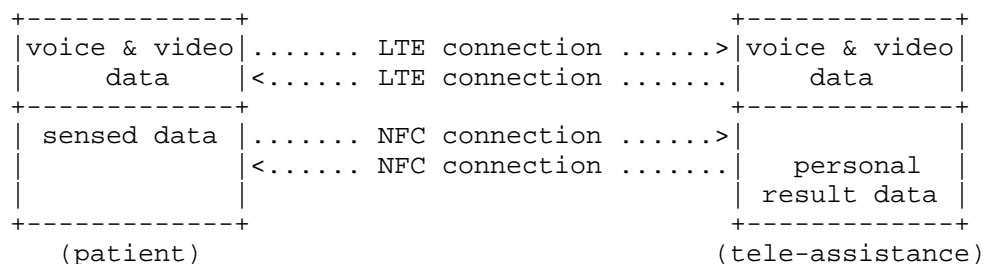 +-------------+                                +-------------+
|voice & video|....... LTE connection ......>|voice & video|
|     data    |<...... LTE connection .......|     data    |
+-------------+                                +-------------+
| sensed data |....... NFC connection ......>|             |
|             |<...... NFC connection .......|   personal  |
|             |                                | result data |
+-------------+                                +-------------+
(patient)                                (tele-assistance)